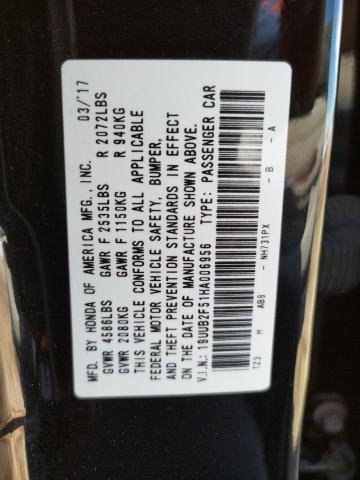 MFD. BY HONDA OF AMERICA MFG., INC. 03/'17
GVWR 4586LBS GAWR F 2535LBS R 2072LBS
GVWR 2080KG GAWR F 1150KG R 940KG
THIS VEHICLE CONFORMS TO ALL APPLICABLE
FEDERAL MOTOR VEHICLE SAFETY, BUMPER,
AND THEFT PREVENTION STANDARDS IN EFFECT
ON THE DATE OF MANUFACTURE SHOWN ABOVE.
V.I.N.: 19UUB2F51HA006956 TYPE: PASSENGER CAR
TZ3 H AB9 - NH731PX - B - A